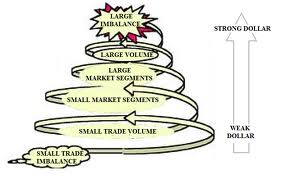 LARGE
IMBALANCE
STRONG DOLLAR
LARGE VOLUME
LARGE
MARKET SEGMENTS
SMALL MARKET SEGMENTS
SMALL TRADE VOLUME
WEAK
DOLLAR
SMALL TRADE
IMBALANCE